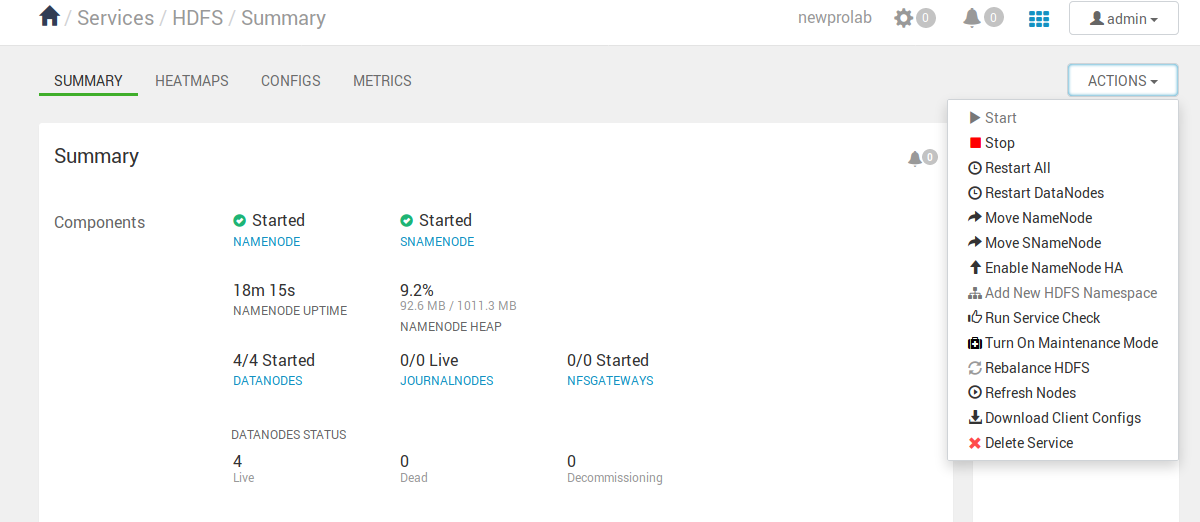 / Services / HDFS / Summary
newprolab
0
0
admin
SUMMARY
HEATMAPS
CONFIGS
METRICS
ACTIONS
Start
Stop
Restart All
Restart DataNodes
Move NameNode
Move SNameNode
Enable NameNode HA
Add New HDFS Namespace
Run Service Check
Turn On Maintenance Mode
Rebalance HDFS
Refresh Nodes
Download Client Configs
Delete Service
Summary
0
Components
Started
NAMENODE
Started
SNAMENODE
18m 15s
NAMENODE UPTIME
9.2%
92.6 MB / 1011.3 MB
NAMENODE HEAP
4/4 Started
DATANODES
0/0 Live
JOURNALNODES
0/0 Started
NFSGATEWAYS
DATANODES STATUS
4
Live
0
Dead
0
Decommissioning